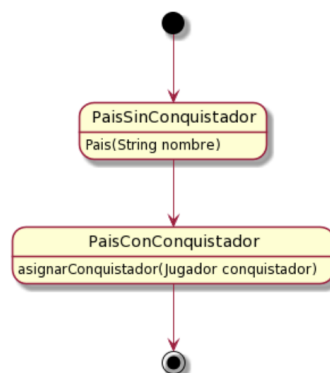 PaisSinConquistador
Pais(String nombre)
PaisConConquistador
asignarConquistador(Jugador conquistador)